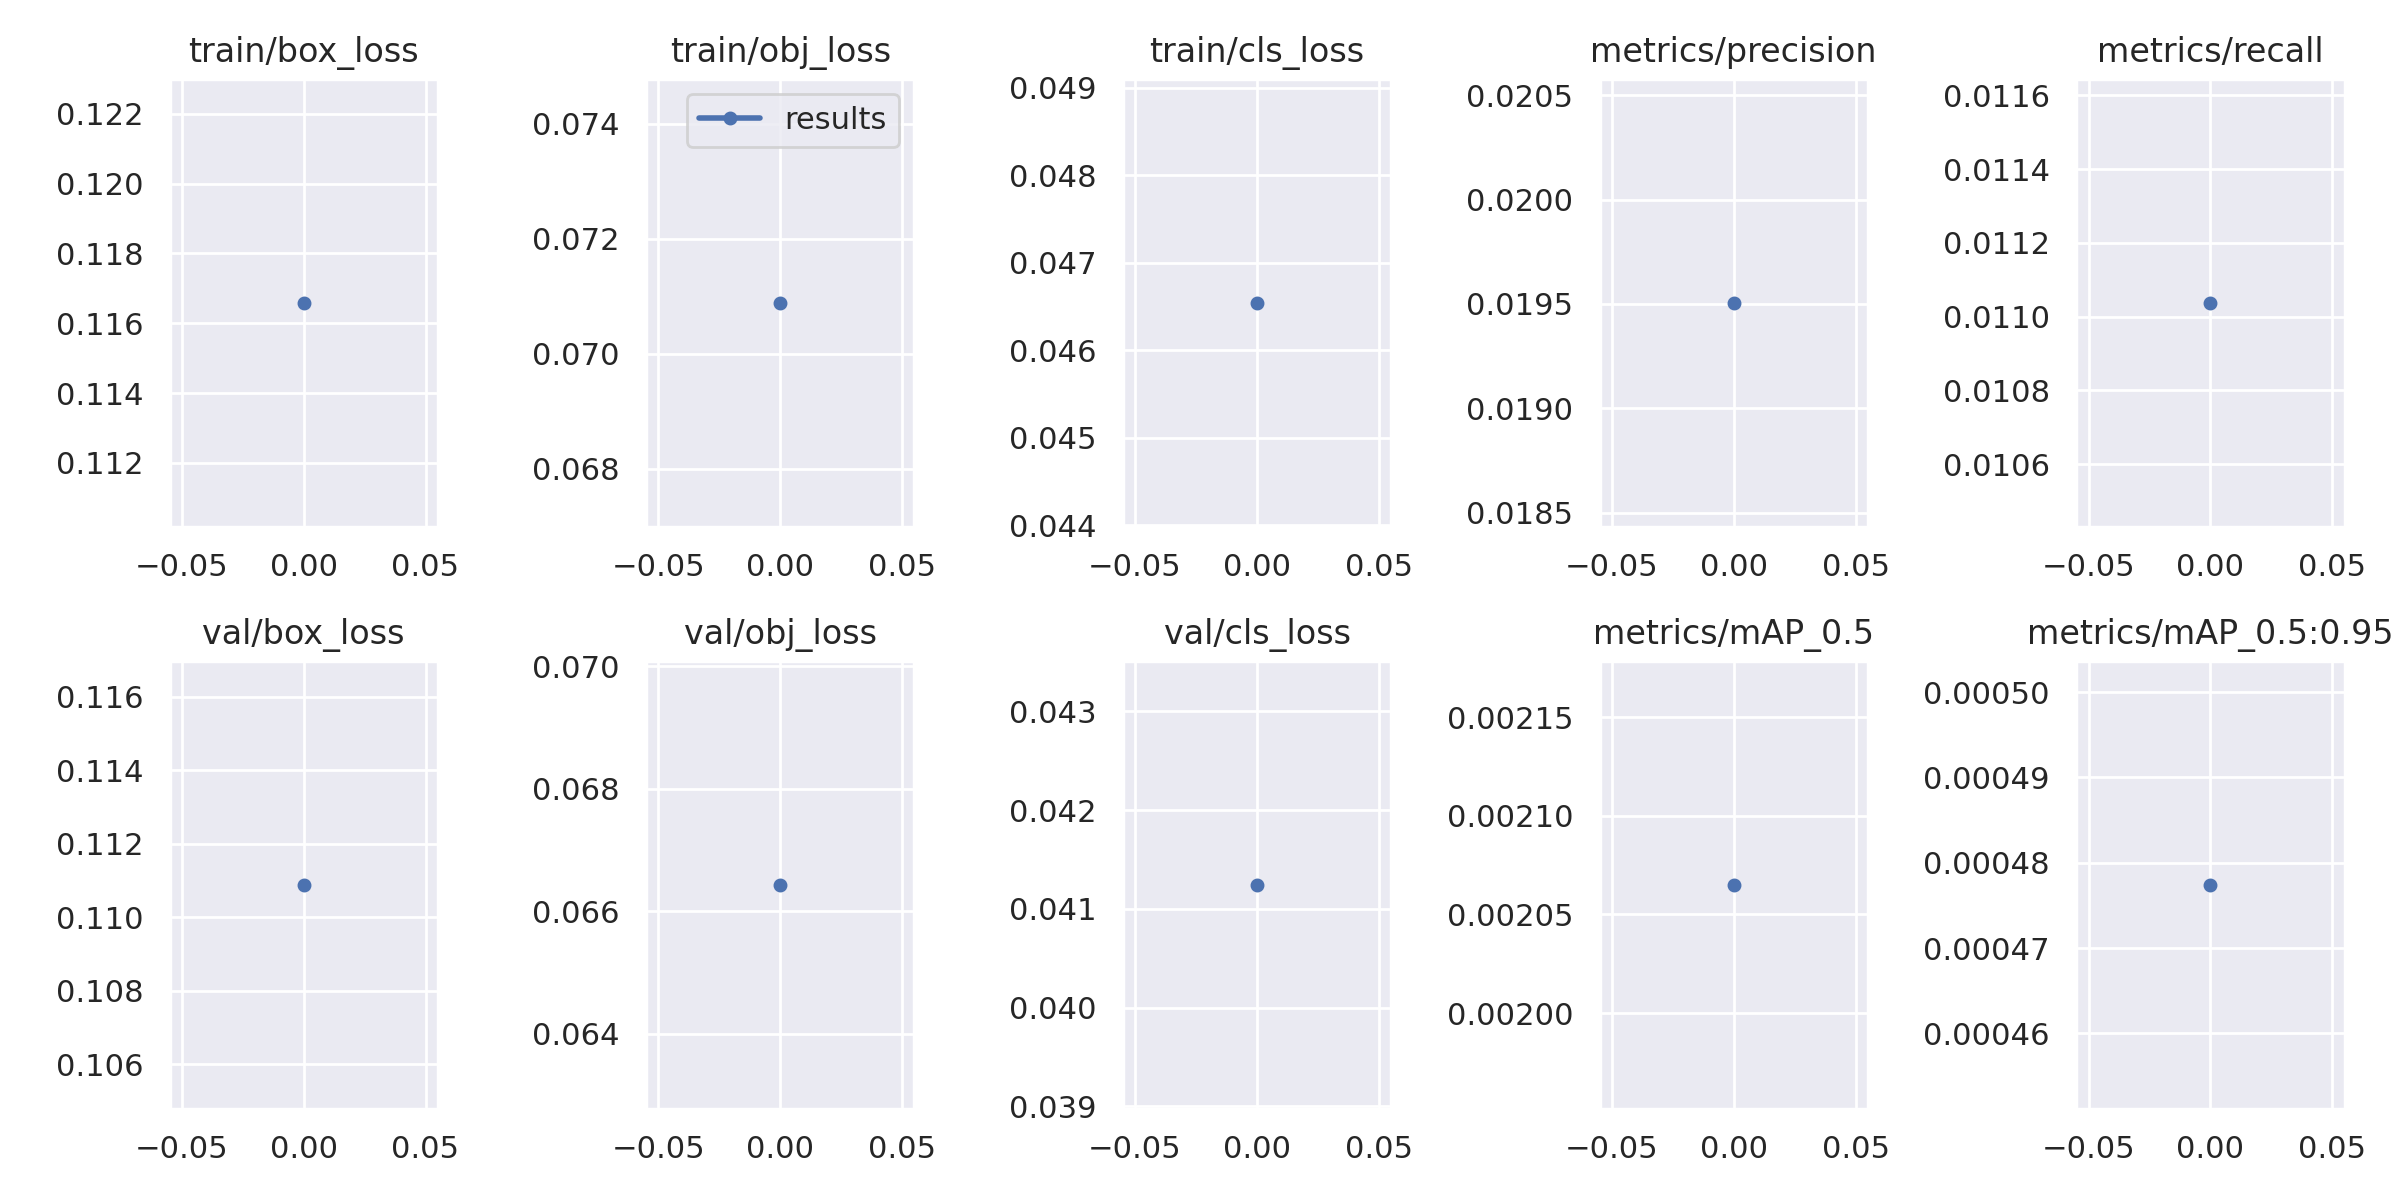 train/box_loss
0.122
0.120
0.118
0.116
0.114
0.112
−0.05 0.00 0.05
train/obj_loss
results
0.074
0.072
0.070
0.068
−0.05 0.00 0.05
train/cls_loss
0.049
0.048
0.047
0.046
0.045
0.044
−0.05 0.00 0.05
metrics/precision
0.0205
0.0200
0.0195
0.0190
0.0185
−0.05 0.00 0.05
metrics/recall
0.0116
0.0114
0.0112
0.0110
0.0108
0.0106
−0.05 0.00 0.05
val/box_loss
0.116
0.114
0.112
0.110
0.108
0.106
−0.05 0.00 0.05
val/obj_loss
0.070
0.068
0.066
0.064
−0.05 0.00 0.05
val/cls_loss
0.043
0.042
0.041
0.040
0.039
−0.05 0.00 0.05
metrics/mAP_0.5
0.00215
0.00210
0.00205
0.00200
−0.05 0.00 0.05
metrics/mAP_0.5:0.95
0.00050
0.00049
0.00048
0.00047
0.00046
−0.05 0.00 0.05